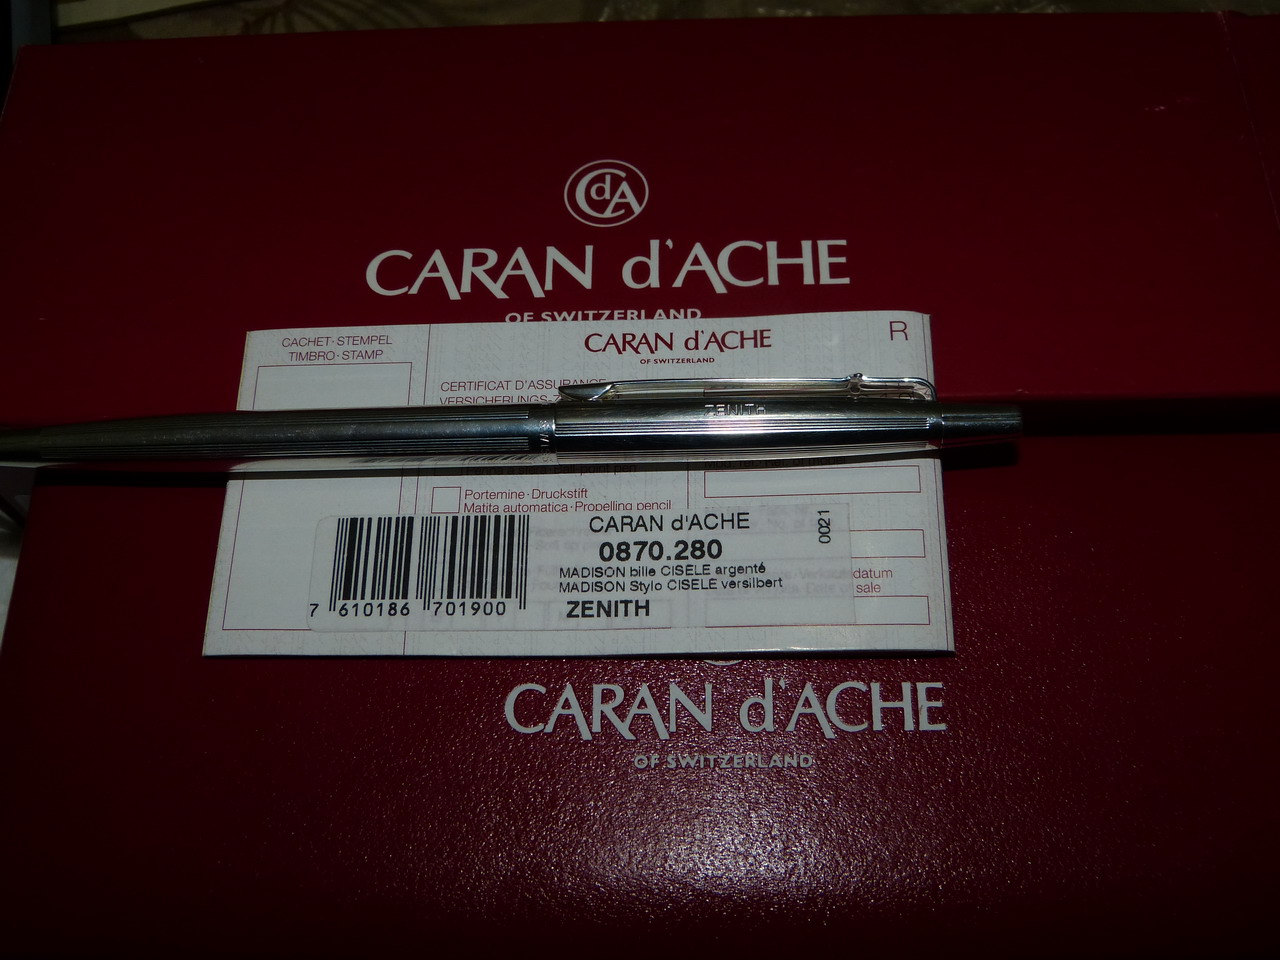 CdA
CARAN d'ACHE
OF SWITZERLAND
CACHET·STEMPEL
TIMBRO·STAMP
CARAN d'ACHE
OF SWITZERLAND
R
CERTIFICAT D'ASSURANCE
ZENITH
Portemine·Druckstift
Matita automatica·Propelling pencil
CARAN d'ACHE
0870.280
MADISON bille CISELÉ argenté
MADISON Stylo CISELE versilbert
ZENITH
0021
7 610186 701900
datum
sale
CARAN d'ACHE
OF SWITZERLAND